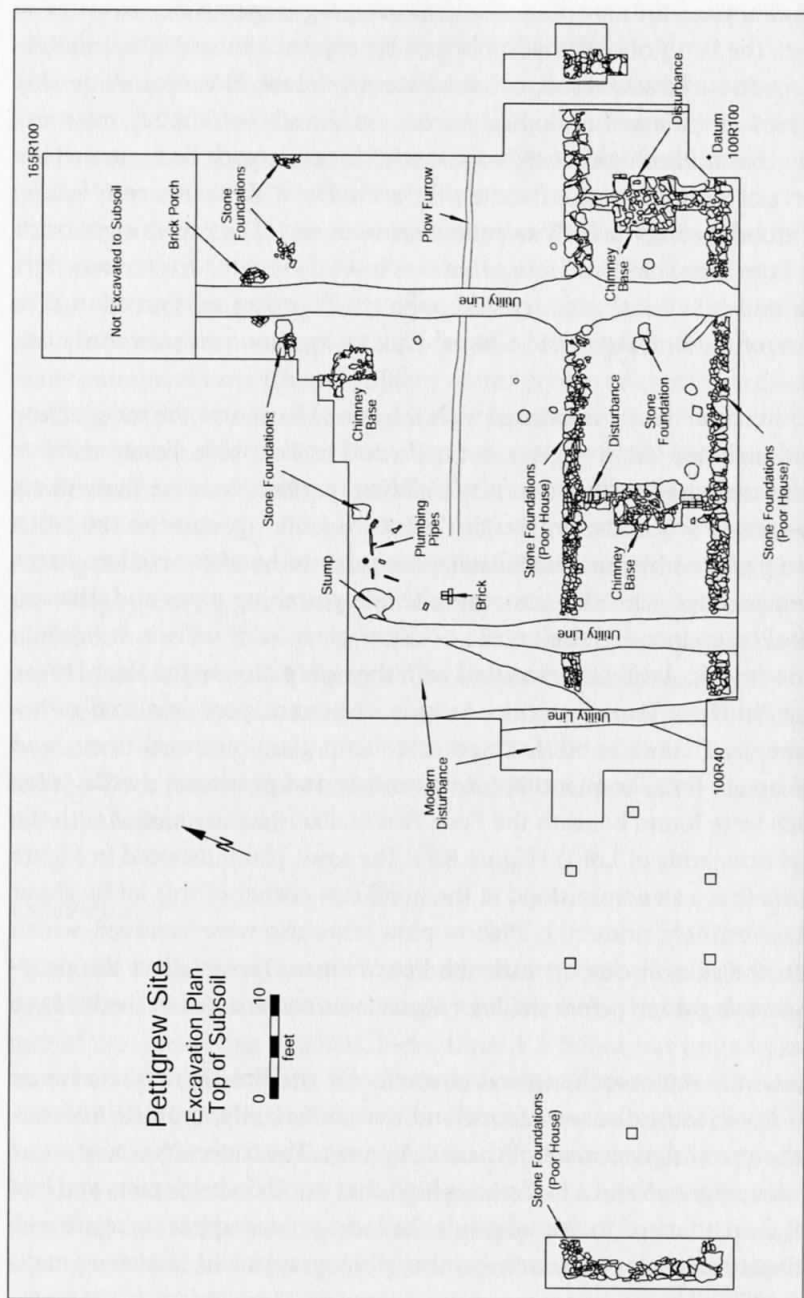 Pettigrew Site
Excavation Plan
Top of Subsoil
0
10
feet
165R100
Not Excavated to Subsoil
Brick Porch
Stone
Foundations
Stone Foundations
Chimney
Base
Plow Furrow
Utility Line
Stump
Plumbing
Pipes
Brick
Modern
Disturbance
Utility Line
Utility Line
Stone Foundations
(Poor House)
Disturbance
Chimney
Base
Stone
Foundation
Chimney
Base
Disturbance
Datum
100R100
100R40
Stone Foundations
(Poor House)
Stone Foundations
(Poor House)